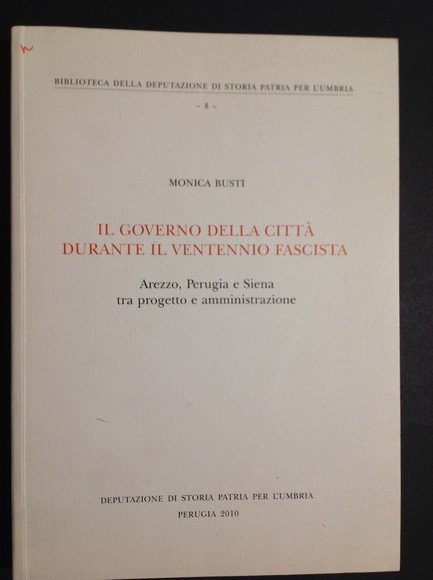 BIBLIOTECA DELLA DEPUTAZIONE DI STORIA PATRIA PER L'UMBRIA
– 8 –
MONICA BUSTI
IL GOVERNO DELLA CITTÀ
DURANTE IL VENTENNIO FASCISTA
Arezzo, Perugia e Siena
tra progetto e amministrazione
DEPUTAZIONE DI STORIA PATRIA PER L'UMBRIA
PERUGIA 2010